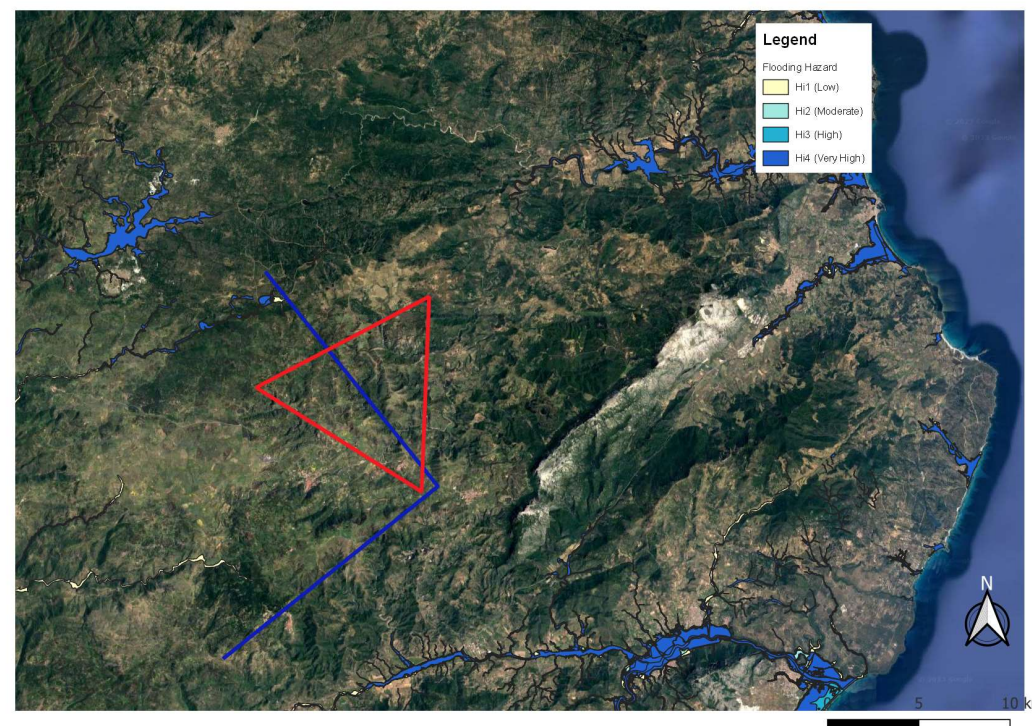 Legend
Flooding Hazard
Hi1 (Low)
Hi2 (Moderate)
Hi3 (High)
Hi4 (Very High)
N
5
10 k